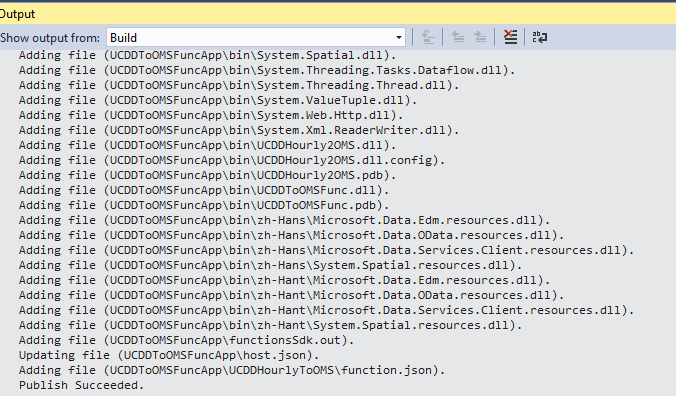 Output
Show output from: Build
Adding file (UCDDToOMSFuncApp\bin\System.Spatial.dll).
Adding file (UCDDToOMSFuncApp\bin\System.Threading.Tasks.Dataflow.dll).
Adding file (UCDDToOMSFuncApp\bin\System.Threading.Thread.dll).
Adding file (UCDDToOMSFuncApp\bin\System.ValueTuple.dll).
Adding file (UCDDToOMSFuncApp\bin\System.Web.Http.dll).
Adding file (UCDDToOMSFuncApp\bin\System.Xml.ReaderWriter.dll).
Adding file (UCDDToOMSFuncApp\bin\UCDDHourly2OMS.dll).
Adding file (UCDDToOMSFuncApp\bin\UCDDHourly2OMS.dll.config).
Adding file (UCDDToOMSFuncApp\bin\UCDDHourly2OMS.pdb).
Adding file (UCDDToOMSFuncApp\bin\UCDDToOMSFunc.dll).
Adding file (UCDDToOMSFuncApp\bin\UCDDToOMSFunc.pdb).
Adding file (UCDDToOMSFuncApp\bin\zh-Hans\Microsoft.Data.Edm.resources.dll).
Adding file (UCDDToOMSFuncApp\bin\zh-Hans\Microsoft.Data.OData.resources.dll).
Adding file (UCDDToOMSFuncApp\bin\zh-Hans\Microsoft.Data.Services.Client.resources.dll).
Adding file (UCDDToOMSFuncApp\bin\zh-Hans\System.Spatial.resources.dll).
Adding file (UCDDToOMSFuncApp\bin\zh-Hant\Microsoft.Data.Edm.resources.dll).
Adding file (UCDDToOMSFuncApp\bin\zh-Hant\Microsoft.Data.OData.resources.dll).
Adding file (UCDDToOMSFuncApp\bin\zh-Hant\Microsoft.Data.Services.Client.resources.dll).
Adding file (UCDDToOMSFuncApp\bin\zh-Hant\System.Spatial.resources.dll).
Adding file (UCDDToOMSFuncApp\functionsSdk.out).
Updating file (UCDDToOMSFuncApp\host.json).
Adding file (UCDDToOMSFuncApp\UCDDHourlyToOMS\function.json).
Publish Succeeded.